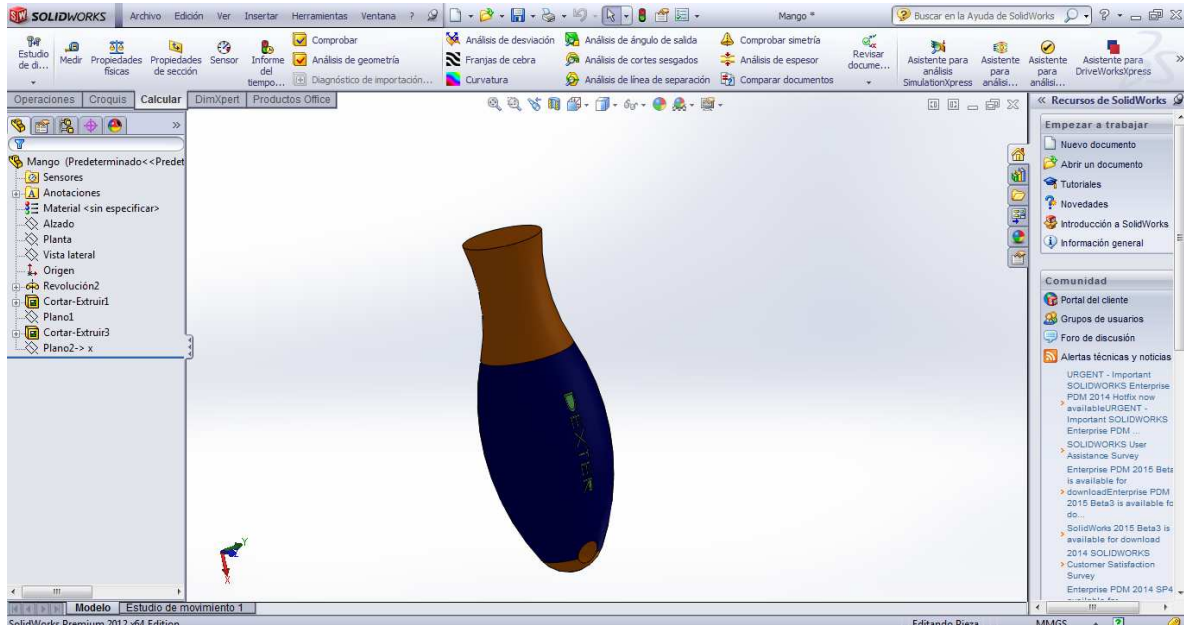 SW SOLIDWORKS Archivo Edición Ver Insertar Herramientas Ventana ? Mango * Buscar en la Ayuda de SolidWorks
Estudio de di...
Medir
Propiedades físicas
Propiedades de sección
Sensor
Informe del tiempo...
Comprobar
Análisis de geometría
Diagnóstico de importación...
Análisis de desviación
Franjas de cebra
Curvatura
Análisis de ángulo de salida
Análisis de cortes sesgados
Análisis de línea de separación
Comprobar simetría
Análisis de espesor
Comparar documentos
Revisar docume...
Asistente para análisis SimulationXpress
Asistente para análisi...
Asistente para análisi...
Asistente para DriveWorksXpress
Operaciones Croquis Calcular DimXpert Productos Office
Mango (Predeterminado<<Predet
Sensores
Anotaciones
Material <sin especificar>
Alzado
Planta
Vista lateral
Origen
Revolución2
Cortar-Extruir1
Plano1
Cortar-Extruir3
Plano2-> x
DEXTER
Y
X
Recursos de SolidWorks
Empezar a trabajar
Nuevo documento
Abrir un documento
Tutoriales
Novedades
Introducción a SolidWorks
Información general
Comunidad
Portal del cliente
Grupos de usuarios
Foro de discusión
Alertas técnicas y noticias
URGENT - Important
SOLIDWORKS Enterprise
PDM 2014 Hotfix now
availableURGENT -
Important SOLIDWORKS
Enterprise PDM ...
SOLIDWORKS User
Assistance Survey
Enterprise PDM 2015 Beta
is available for
downloadEnterprise PDM
2015 Beta3 is available fo
do...
SolidWorks 2015 Beta3 is
available for download
2014 SOLIDWORKS
Customer Satisfaction
Survey
Enterprise PDM 2014 SP4
Modelo Estudio de movimiento 1
SolidWorks Premium 2012 x64 Edition Editando Pieza MMGS